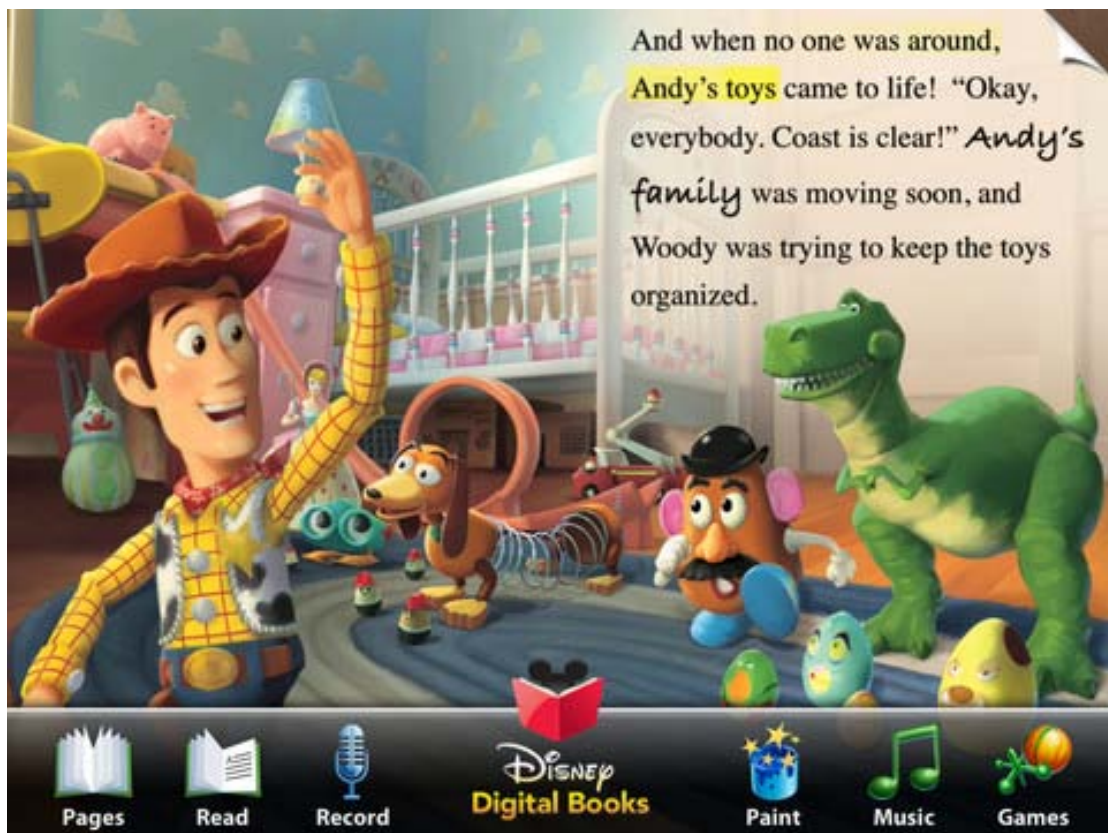 And when no one was around,
Andy's toys came to life!  “Okay,
everybody. Coast is clear!” Andy's
family was moving soon, and
Woody was trying to keep the toys
organized.
Disney
Digital Books
Pages
Read
Record
Paint
Music
Games